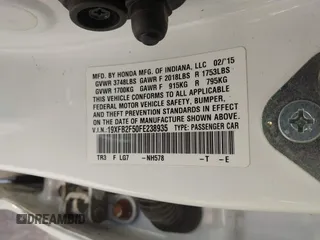 MFD. BY HONDA MFG. OF INDIANA, LLC 02/15
GVWR 3748LBS GAWR F 2018LBS R 1753LBS
GVWR 1700KG GAWR F 915KG R 795KG
THIS VEHICLE CONFORMS TO ALL APPLICABLE
FEDERAL MOTOR VEHICLE SAFETY, BUMPER,
AND THEFT PREVENTION STANDARDS IN EFFECT
ON THE DATE OF MANUFACTURE SHOWN ABOVE.
V.I.N.:19XFB2F50FE238935 TYPE: PASSENGER CAR
TR3 F LG7 -NH578 -T -E
DREAMBID